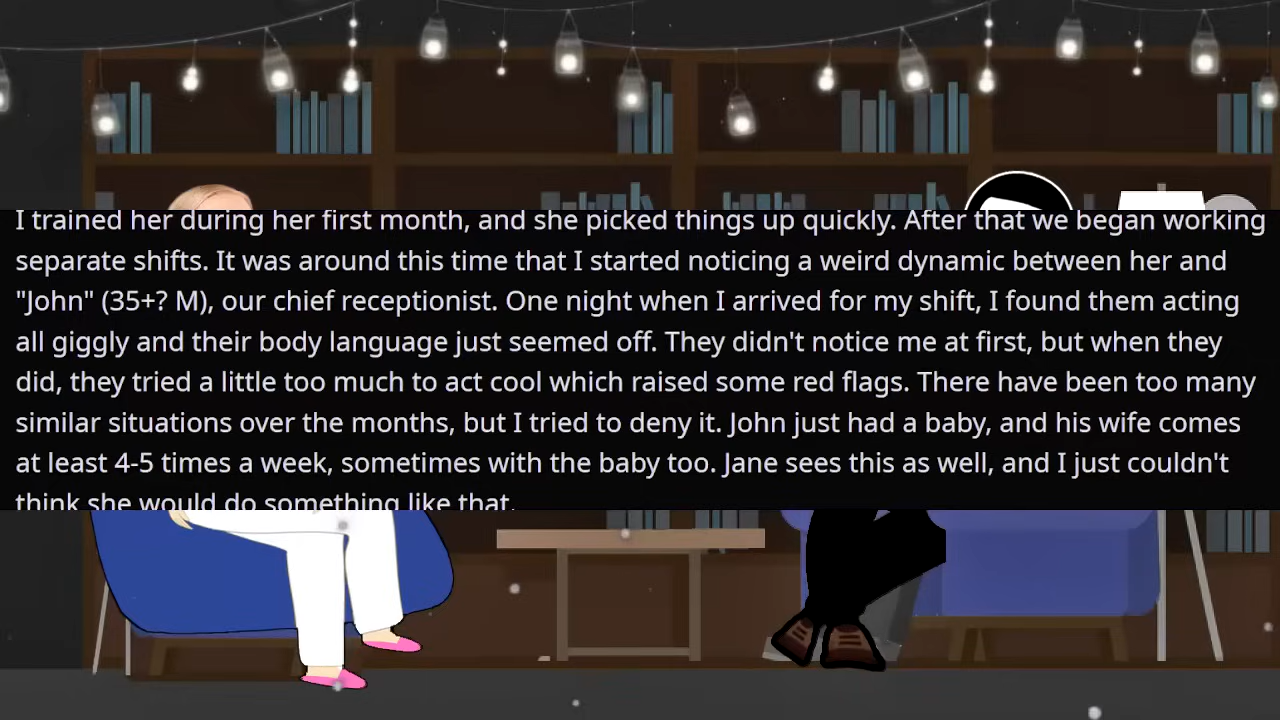 I trained her during her first month, and she picked things up quickly. After that we began working
separate shifts. It was around this time that I started noticing a weird dynamic between her and
"John" (35+? M), our chief receptionist. One night when I arrived for my shift, I found them acting
all giggly and their body language just seemed off. They didn't notice me at first, but when they
did, they tried a little too much to act cool which raised some red flags. There have been too many
similar situations over the months, but I tried to deny it. John just had a baby, and his wife comes
at least 4-5 times a week, sometimes with the baby too. Jane sees this as well, and I just couldn't
think she would do something like that.